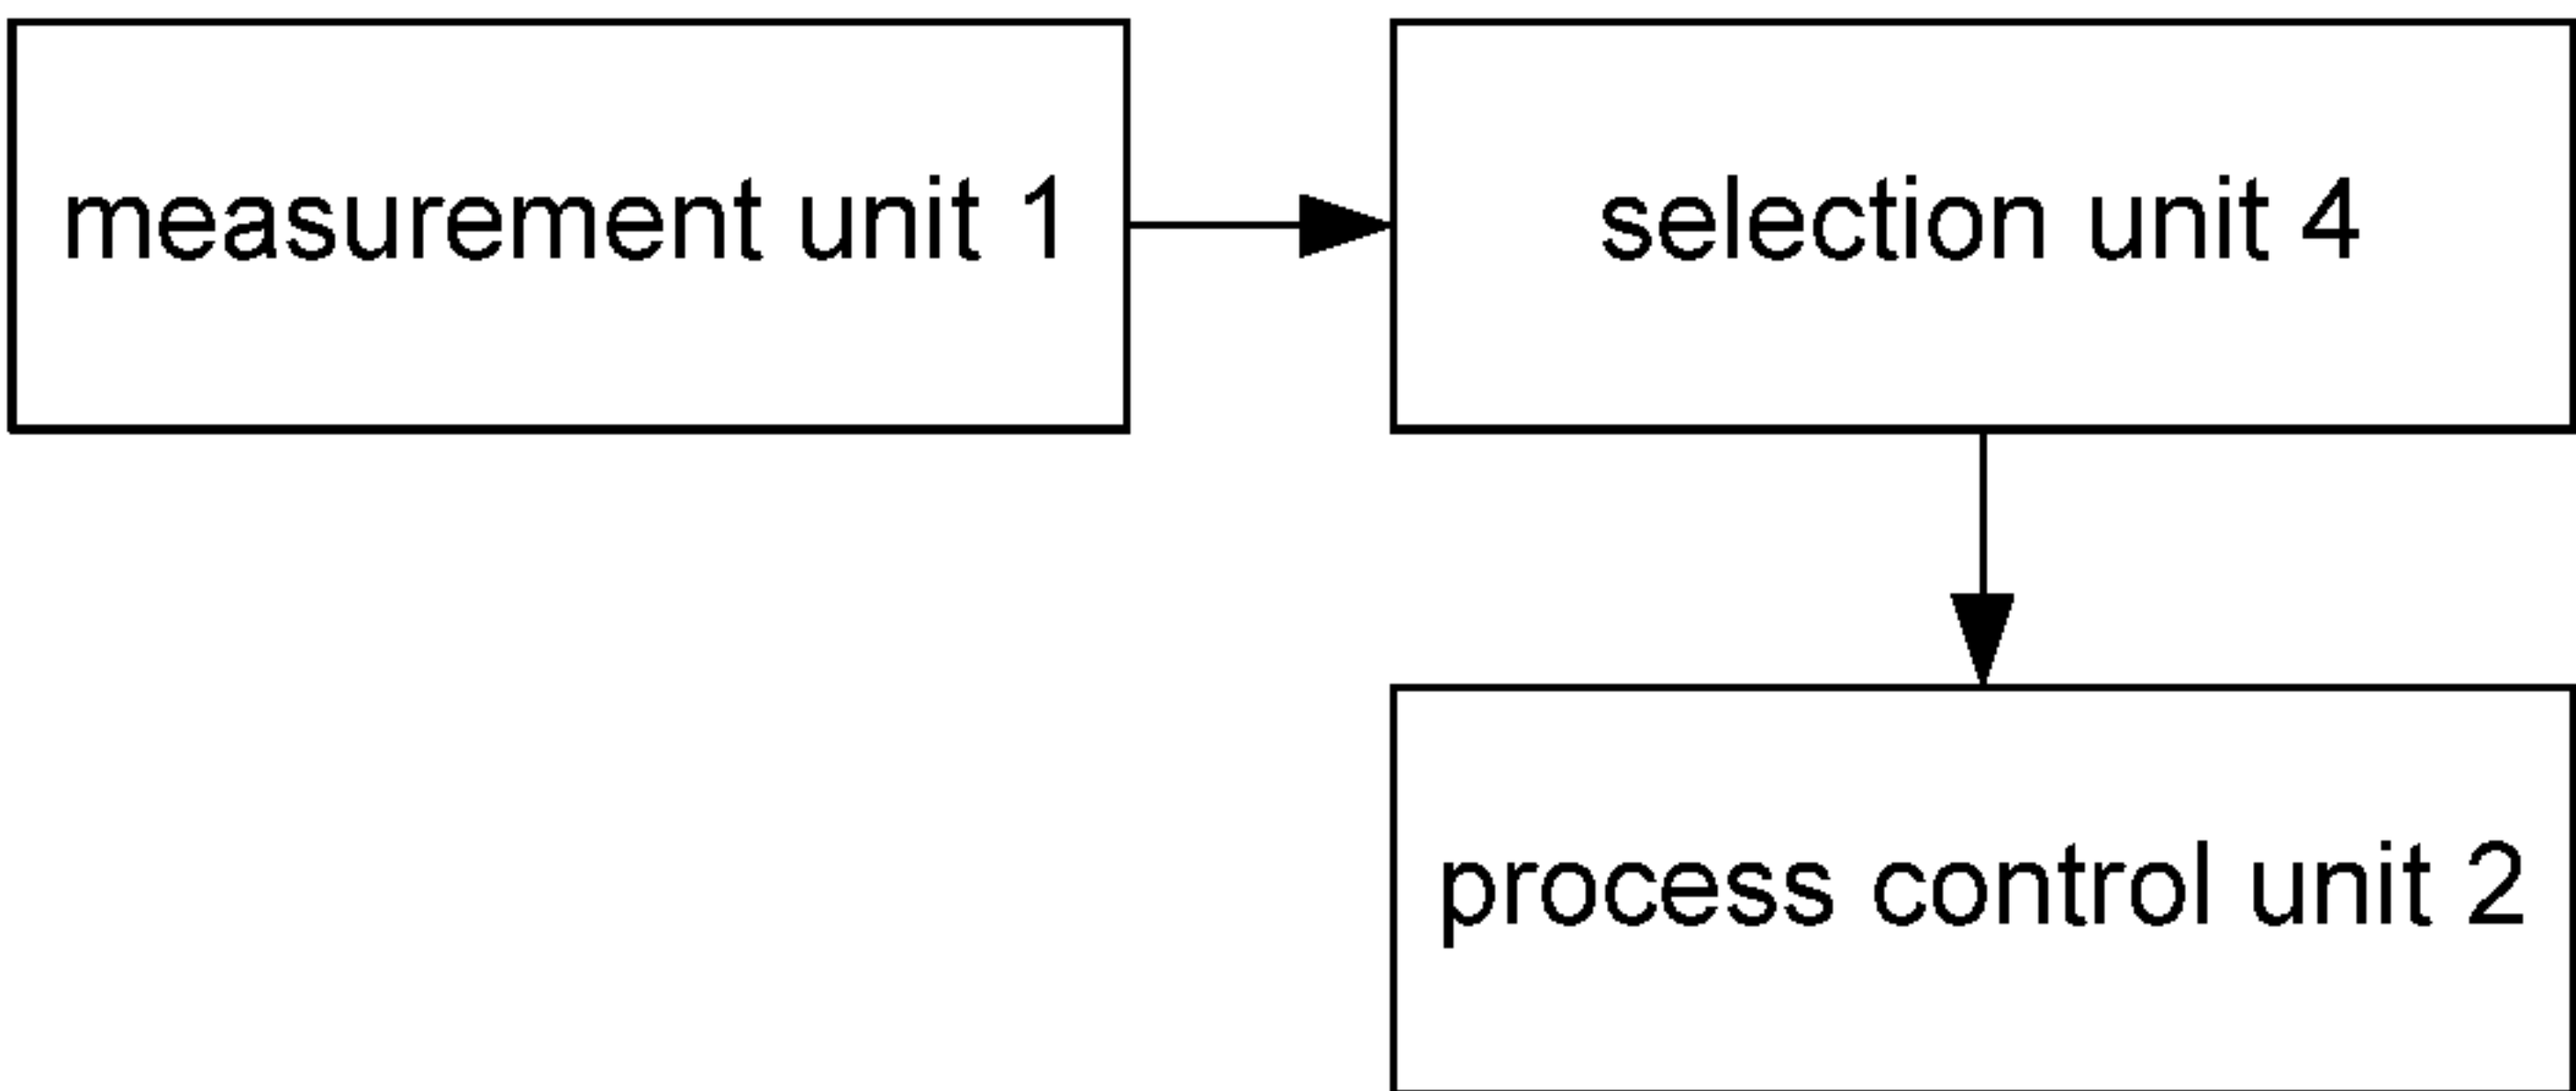 measurement unit 1
selection unit 4
process control unit 2